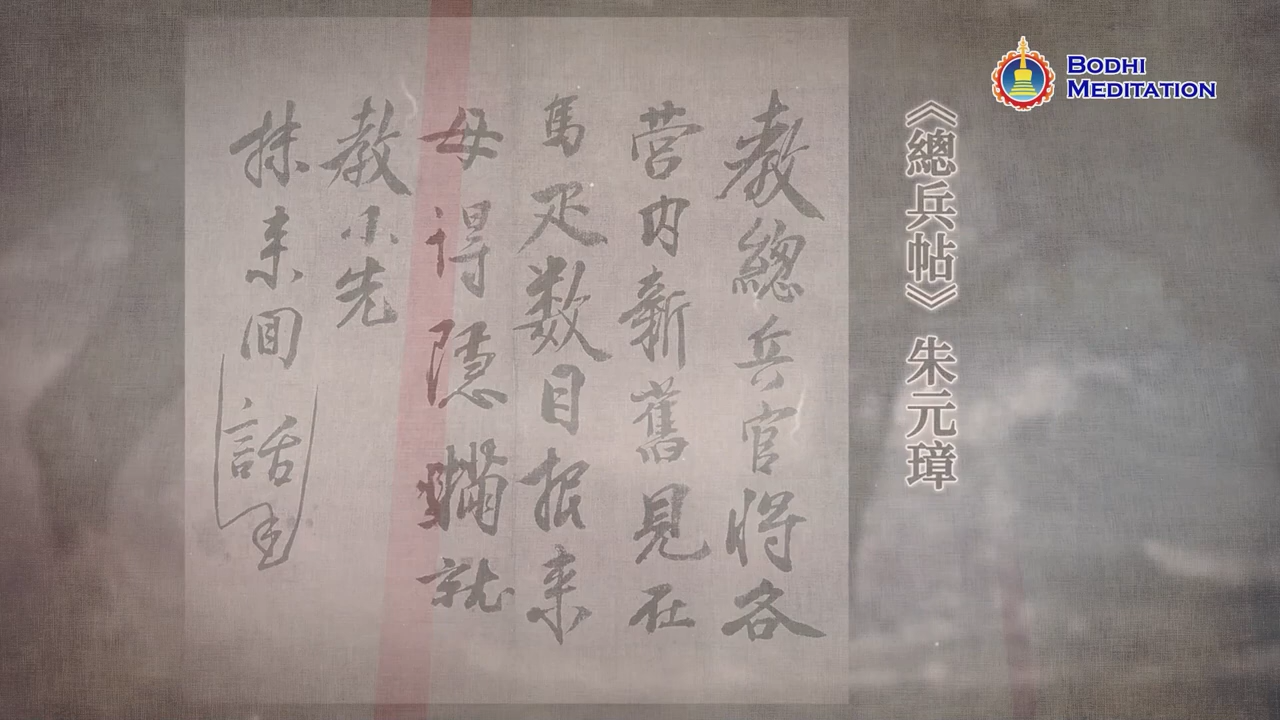 BODHI
MEDITATION
《總兵帖》 朱元璋
教總兵官將各
营内新舊見在
馬疋数目报来
毋得隱瞞就
教小先
抹来囬話